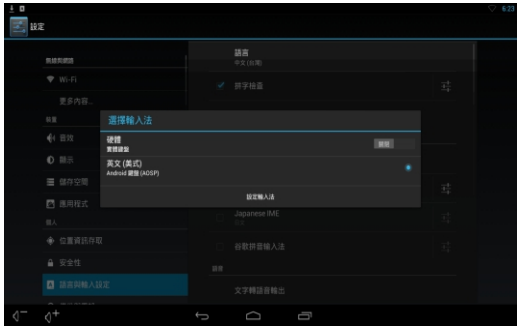 6:23
設定
無線與網路
語言
中文 (台灣)
Wi-Fi
拼字檢查
更多內容...
裝置
選擇輸入法
音效
硬體
實體鍵盤
關閉
顯示
英文 (美式)
Android 鍵盤 (AOSP)
儲存空間
設定輸入法
應用程式
Japanese IME
個人
位置資訊存取
谷歌拼音輸入法
安全性
語音
語言與輸入設定
文字轉語音輸出